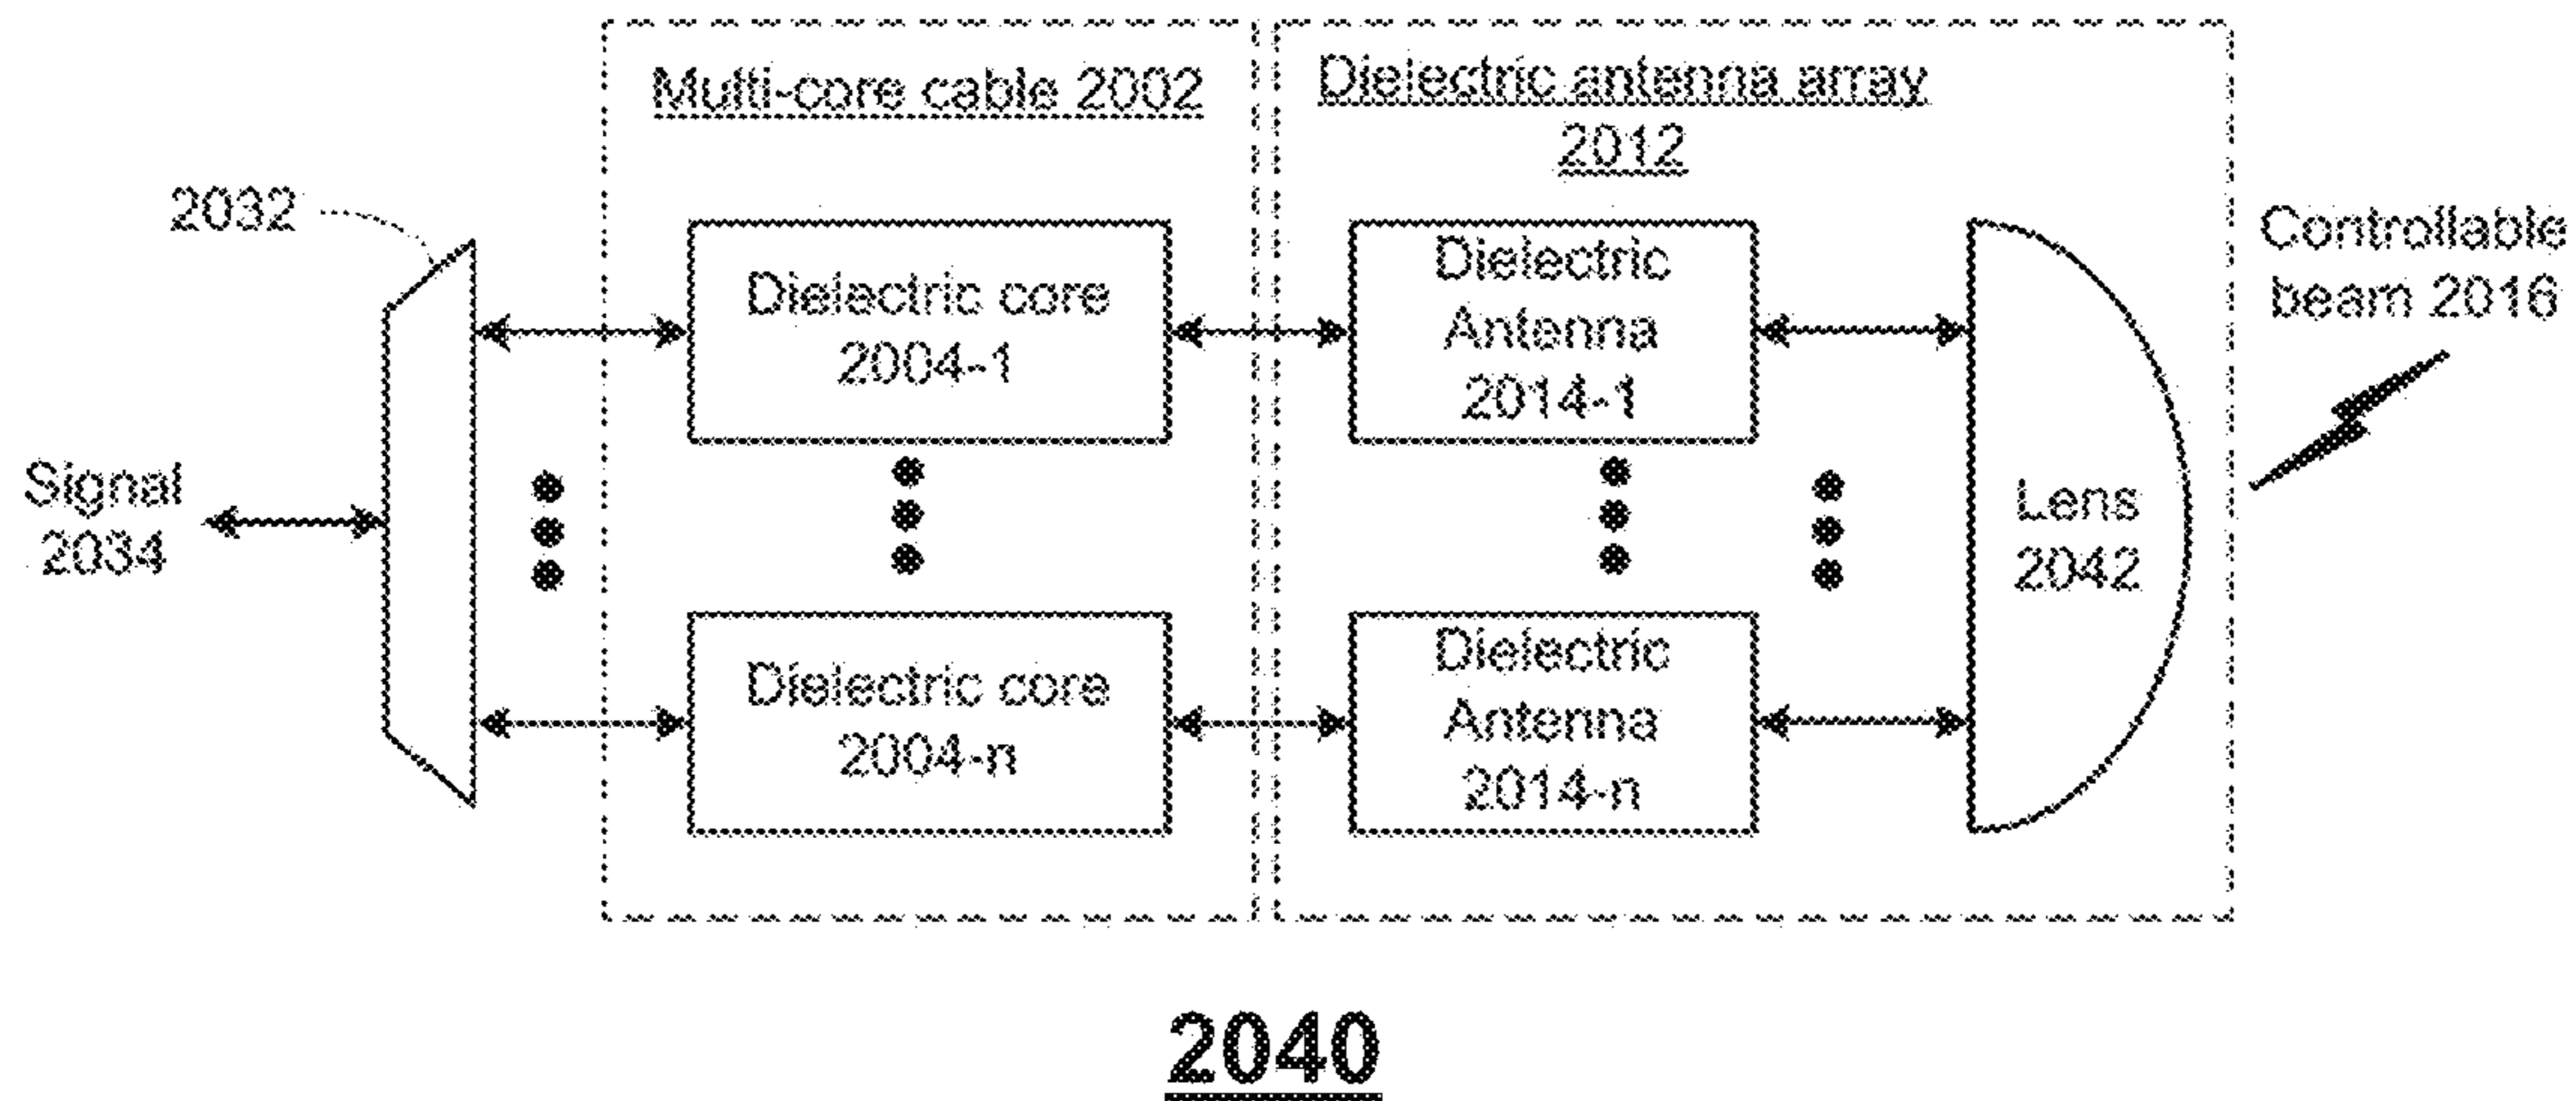 Multi-core cable 2002
Dielectric antenna array
2012
2032
Controllable
beam 2016
Dielectric core
2004-1
Dielectric
Antenna
2014-1
Signal
2034
Lens
2042
Dielectric core
2004-n
Dielectric
Antenna
2014-n
2040